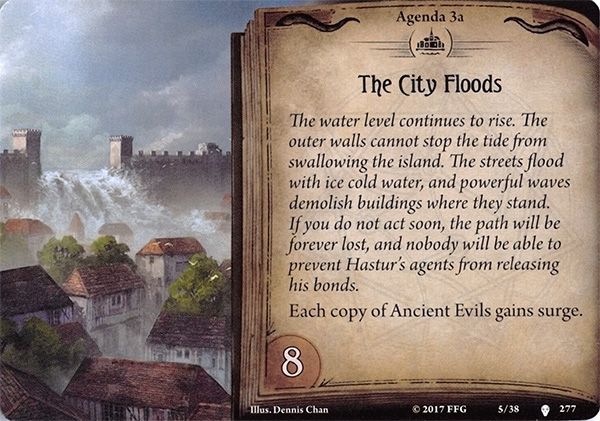 Agenda 3a
The City Floods
The water level continues to rise. The
outer walls cannot stop the tide from
swallowing the island. The streets flood
with ice cold water, and powerful waves
demolish buildings where they stand.
If you do not act soon, the path will be
forever lost, and nobody will be able to
prevent Hastur's agents from releasing
his bonds.
Each copy of Ancient Evils gains surge.
8
Illus. Dennis Chan © 2017 FFG 5/38 277